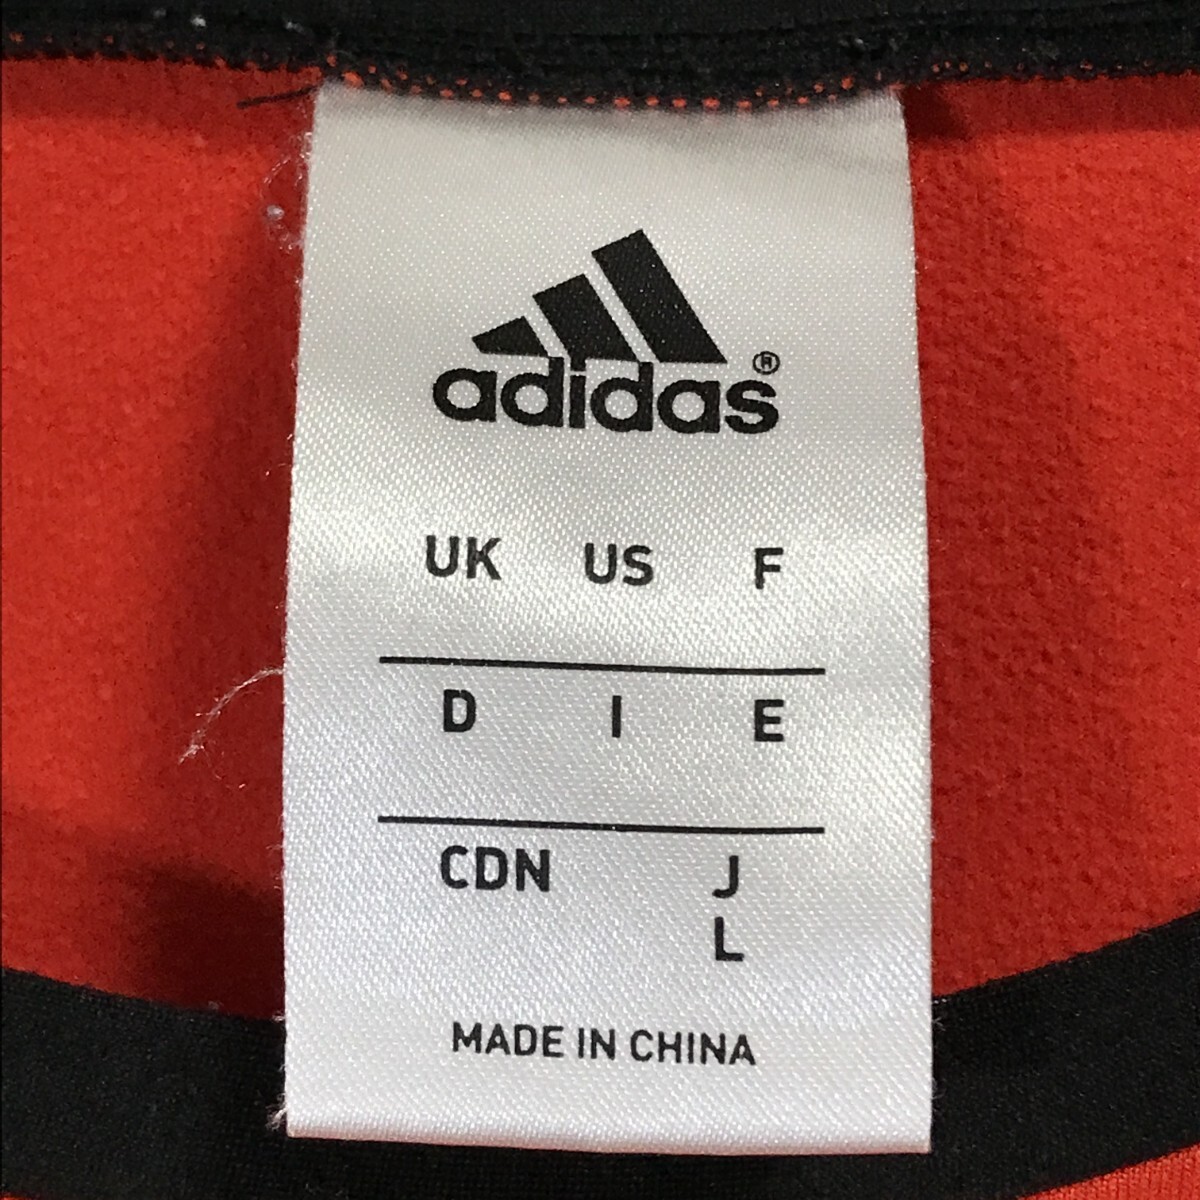 adidas®
UK US F
D I E
CDN J
L
MADE IN CHINA